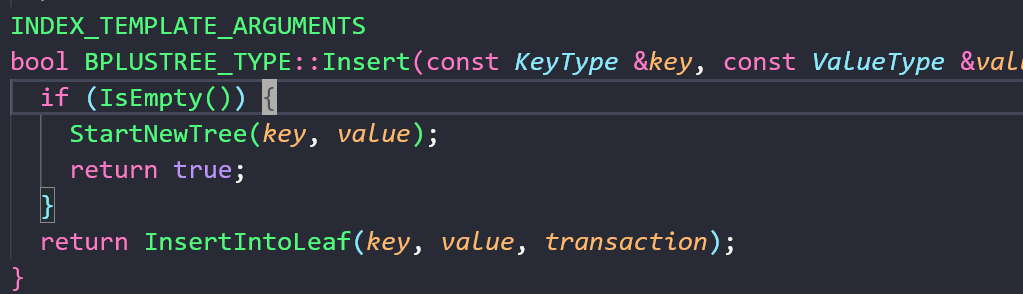 INDEX_TEMPLATE_ARGUMENTS
bool BPLUSTREE_TYPE::Insert(const KeyType &key, const ValueType &val
if (IsEmpty()) {
StartNewTree(key, value);
return true;
}
return InsertIntoLeaf(key, value, transaction);
}